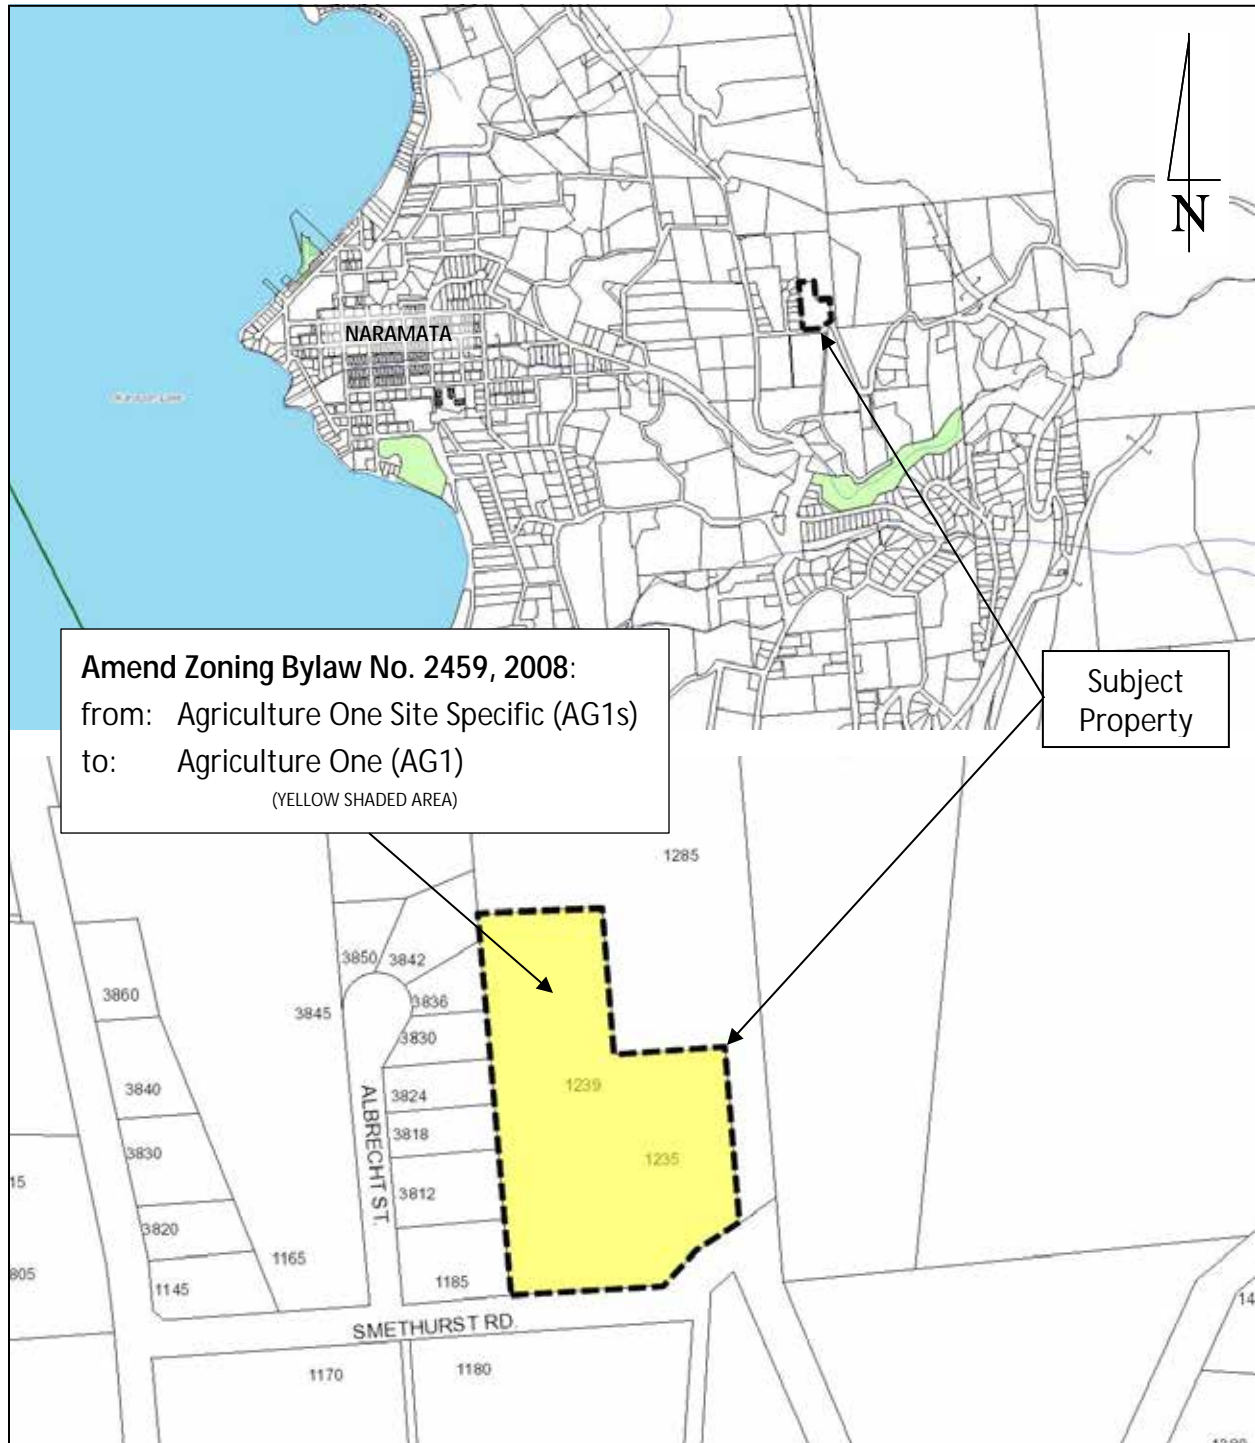 N
NARAMATA
Amend Zoning Bylaw No. 2459, 2008:
from: Agriculture One Site Specific (AG1s)
to: Agriculture One (AG1)
(YELLOW SHADED AREA)
Subject
Property
1285
3850
3842
3860
3845
3836
3830
1239
3840
3824
ALBRECHT ST.
3818
3830
1235
15
3812
3820
1165
805
1145
1185
14
SMETHURST RD.
1170
1180